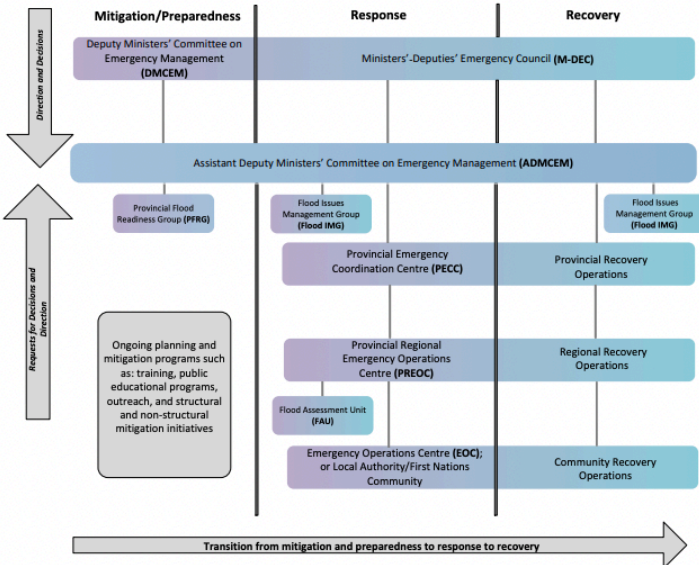 Mitigation/Preparedness
Response
Recovery
Direction and Decisions
Deputy Ministers' Committee on
Emergency Management
(DMCEM)
Ministers'-Deputies' Emergency Council (M-DEC)
Assistant Deputy Ministers' Committee on Emergency Management (ADMCEM)
Requests for Decisions and
Direction
Provincial Flood
Readiness Group (PFRG)
Flood Issues
Management Group
(Flood IMG)
Flood Issues
Management Group
(Flood IMG)
Provincial Emergency
Coordination Centre (PECC)
Provincial Recovery
Operations
Ongoing planning and
mitigation programs such
as: training, public
educational programs,
outreach, and structural
and non-structural
mitigation initiatives
Provincial Regional
Emergency Operations
Centre (PREOC)
Regional Recovery
Operations
Flood Assessment Unit
(FAU)
Emergency Operations Centre (EOC);
or Local Authority/First Nations
Community
Community Recovery
Operations
Transition from mitigation and preparedness to response to recovery